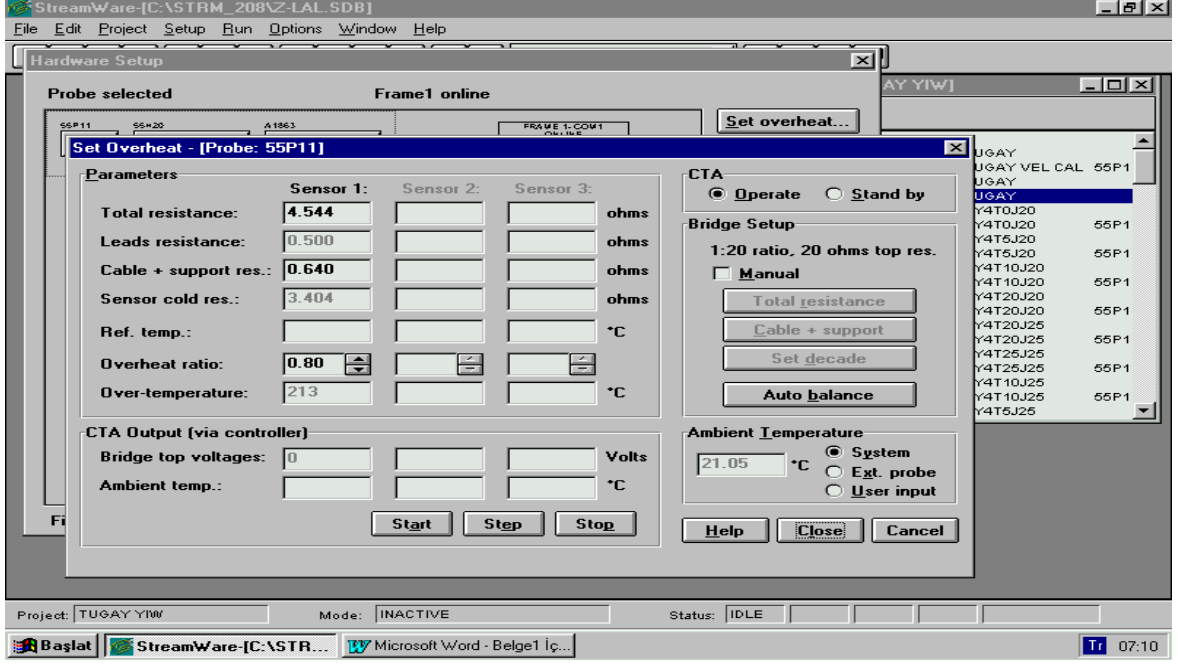 StreamWare-[C:\STRM_208\Z-LAL.SDB]
File Edit Project Setup Run Options Window Help
Hardware Setup
AY YIW]
Probe selected Frame1 online
Set overheat...
55P11 55H20 A1863 FRAME 1-COM1
Set Overheat - [Probe: 55P11]
Parameters
Sensor 1: Sensor 2: Sensor 3:
Total resistance: 4.544 ohms
Leads resistance: 0.500 ohms
Cable + support res.: 0.640 ohms
Sensor cold res.: 3.404 ohms
Ref. temp.: °C
Overheat ratio: 0.80
Over-temperature: 213 °C
CTA Output (via controller)
Bridge top voltages: 0 Volts
Ambient temp.: °C
Start Step Stop
CTA
Operate Stand by
Bridge Setup
1:20 ratio, 20 ohms top res.
Manual
Total resistance
Cable + support
Set decade
Auto balance
Ambient Temperature
21.05 °C
System
Ext. probe
User input
Help Close Cancel
Fi
UGAY
UGAY VEL CAL 55P1
UGAY
UGAY
Y4T0J20
Y4T0J20 55P1
Y4T5J20
Y4T5J20 55P1
Y4T10J20
Y4T10J20 55P1
Y4T20J20
Y4T20J20 55P1
Y4T20J25
Y4T20J25 55P1
Y4T25J25
Y4T25J25 55P1
Y4T10J25
Y4T10J25 55P1
Y4T5J25
Project: TUGAY YIW Mode: INACTIVE Status: IDLE
Başlat StreamWare-[C:\STR... Microsoft Word - Belge1 İç... Tr 07:10